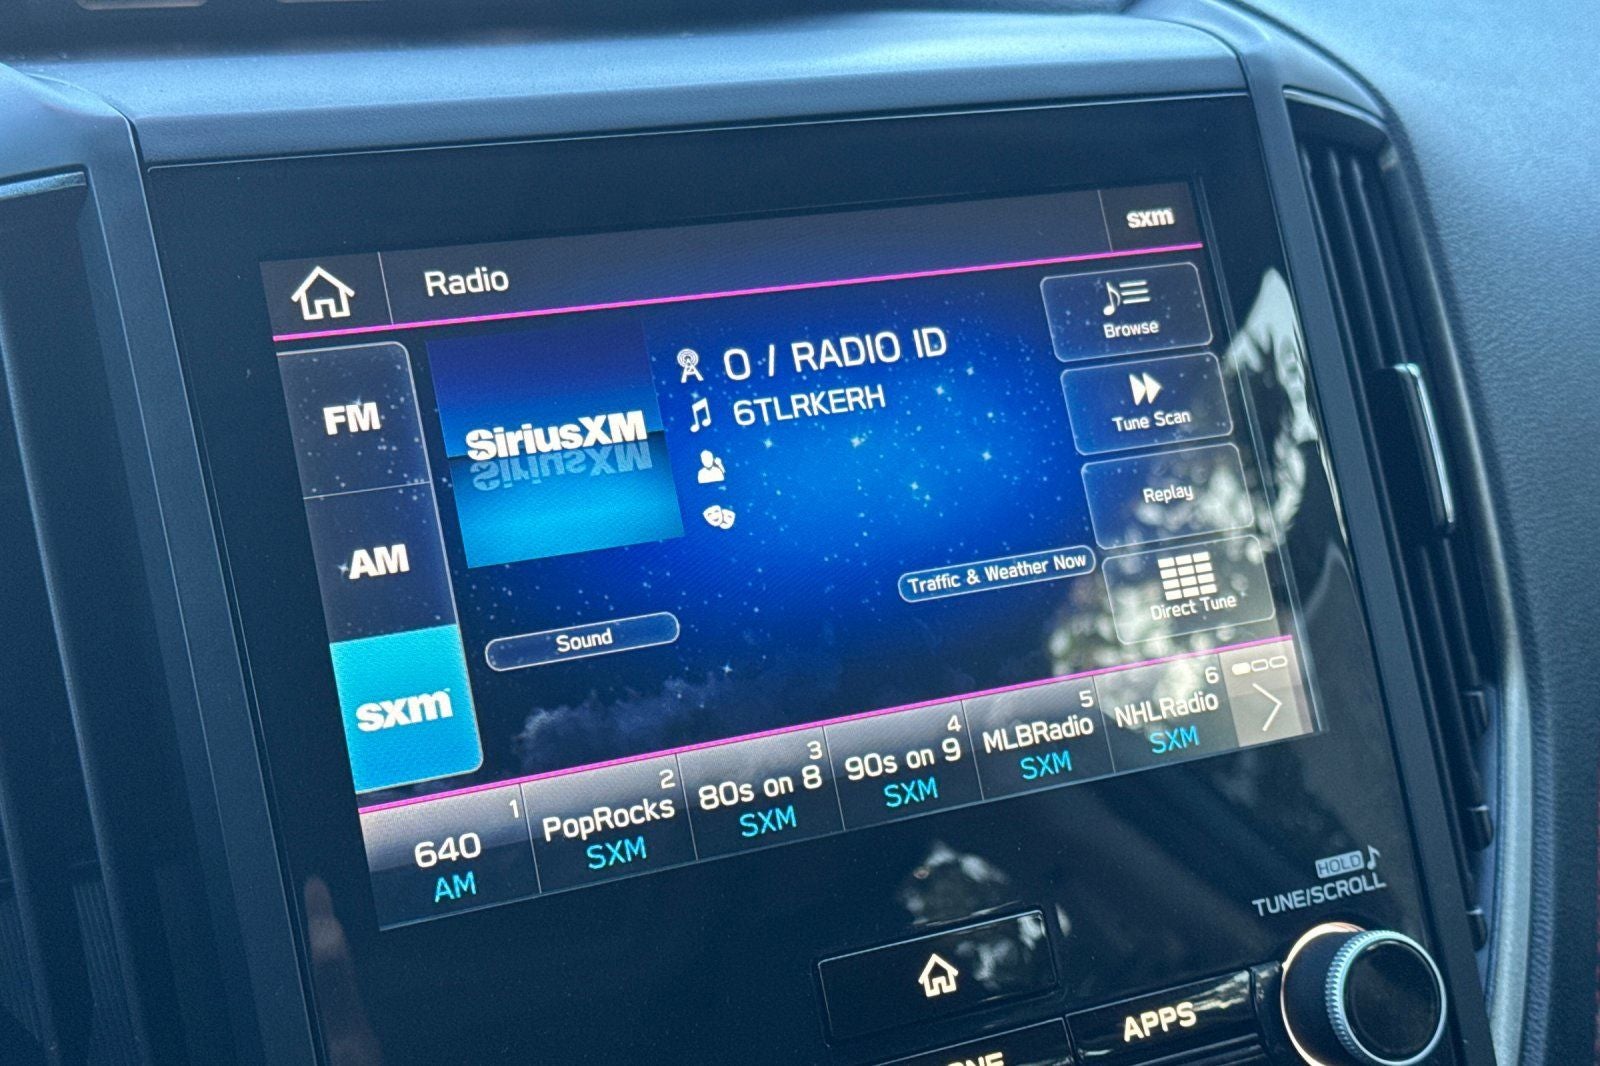 Radio
sxm
FM
AM
sxm
SiriusXM
0 / RADIO ID
6TLRKERH
Browse
Tune Scan
Replay
Direct Tune
Traffic & Weather Now
Sound
1
640
AM
2
PopRocks
SXM
3
80s on 8
SXM
4
90s on 9
SXM
5
MLBRadio
SXM
6
NHLRadio
SXM
HOLD
TUNE/SCROLL
APPS